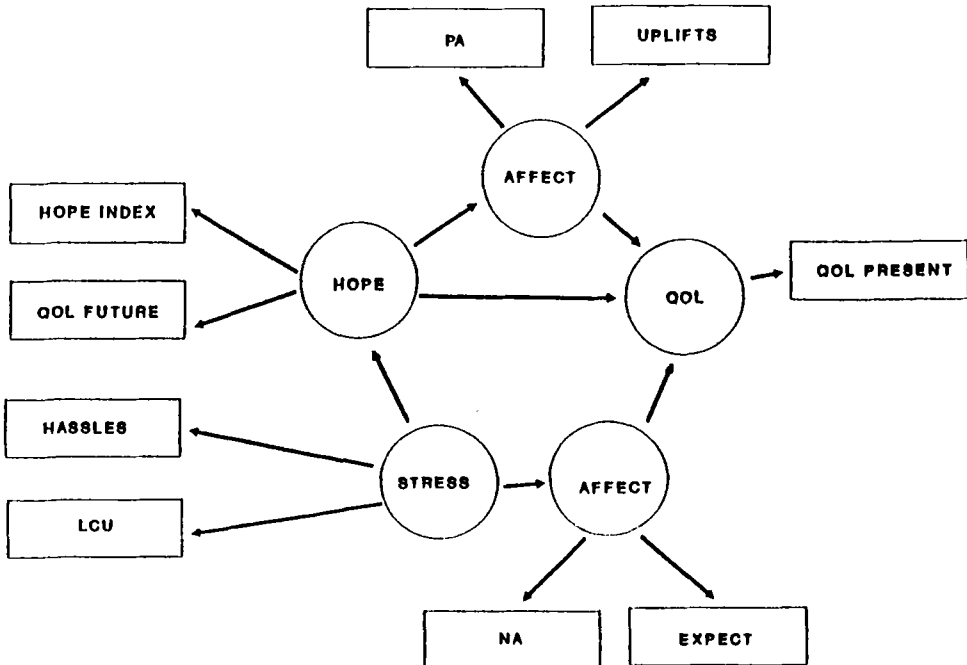 PA
UPLIFTS
AFFECT
HOPE INDEX
HOPE
QOL
QOL PRESENT
QOL FUTURE
HASSLES
STRESS
AFFECT
LCU
NA
EXPECT